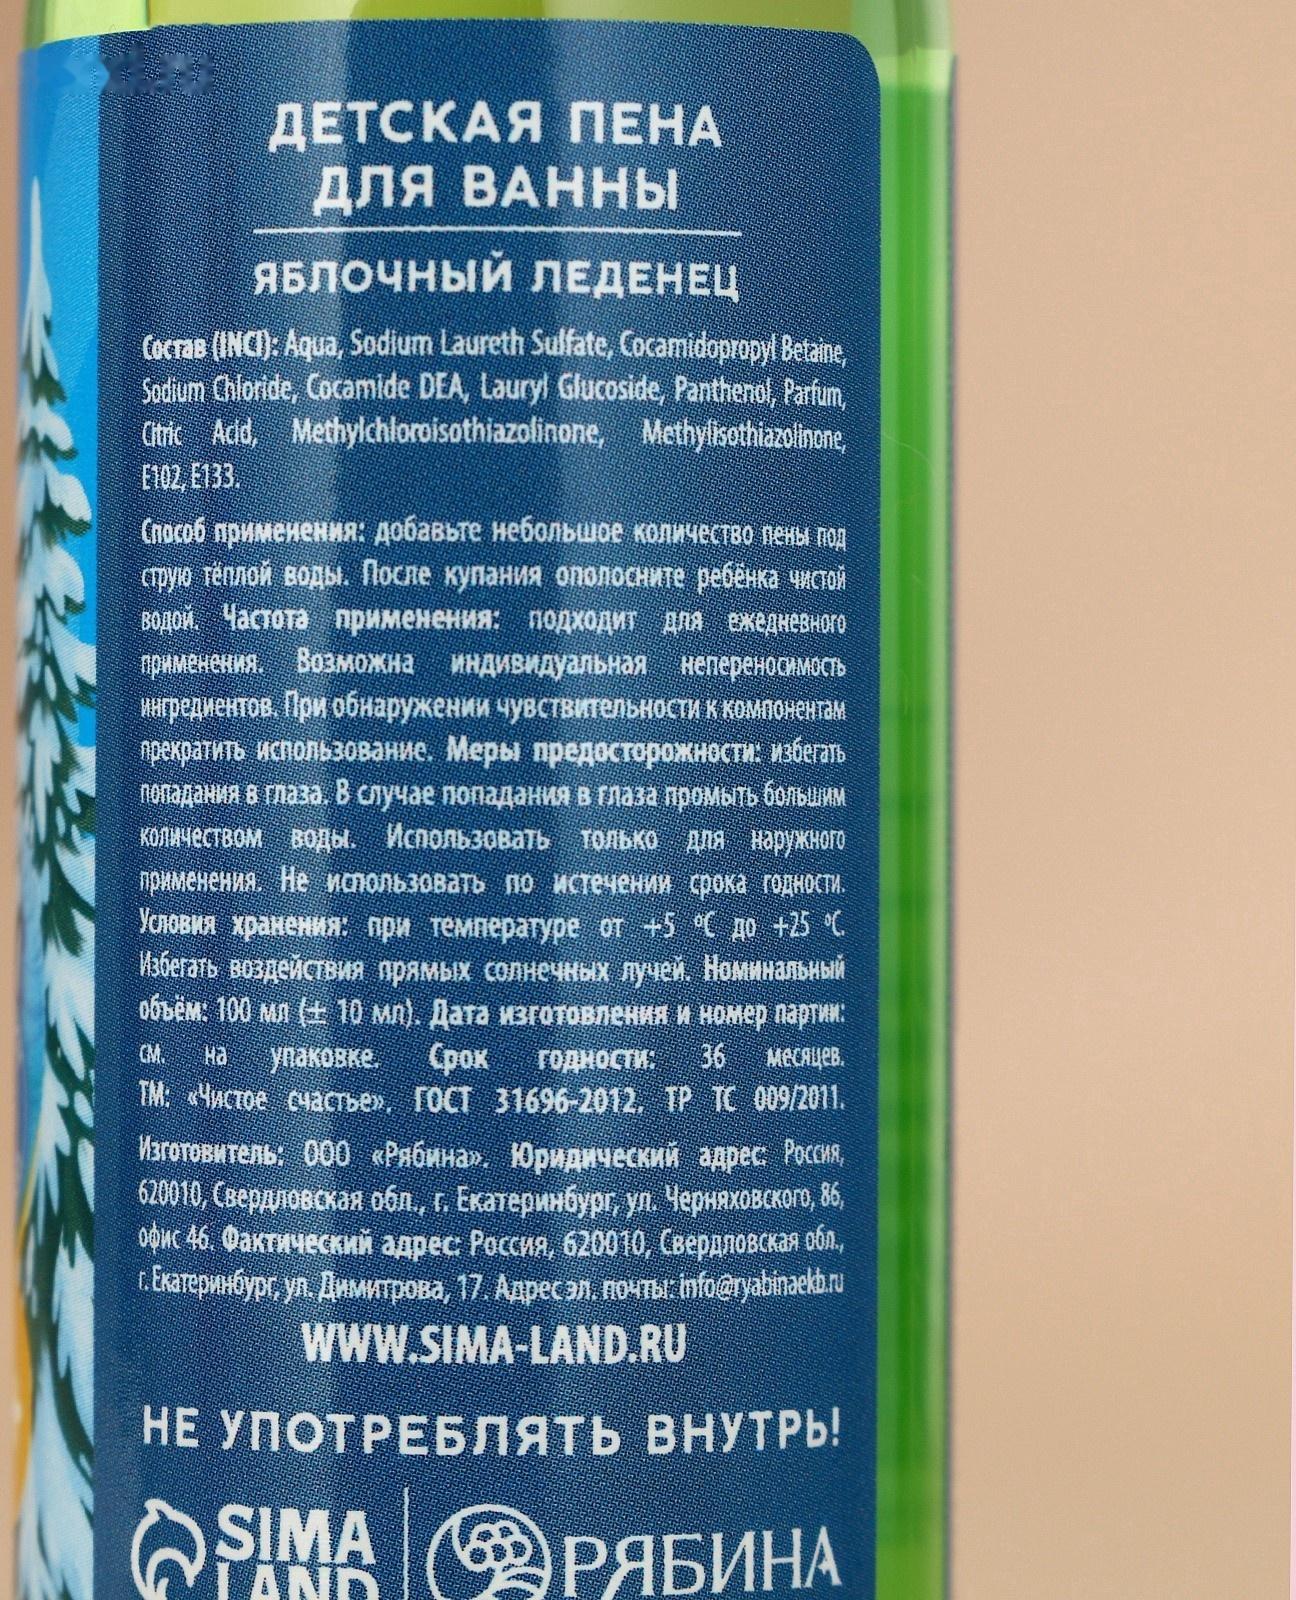 ДЕТСКАЯ ПЕНА
ДЛЯ ВАННЫ
ЯБЛОЧНЫЙ ЛЕДЕНЕЦ
Состав (INCI): Aqua, Sodium Laureth Sulfate, Cocamidopropyl Betaine,
Sodium Chloride, Cocamide DEA, Lauryl Glucoside, Panthenol, Parfum,
Citric Acid, Methylchloroisothiazolinone, Methylisothiazolinone,
E102, E133.
Способ применения: добавьте небольшое количество пены под
струю тёплой воды. После купания ополосните ребёнка чистой
водой. Частота применения: подходит для ежедневного
применения. Возможна индивидуальная непереносимость
ингредиентов. При обнаружении чувствительности к компонентам
прекратить использование. Меры предосторожности: избегать
попадания в глаза. В случае попадания в глаза промыть большим
количеством воды. Использовать только для наружного
применения. Не использовать по истечении срока годности.
Условия хранения: при температуре от +5 °C до +25 °C.
Избегать воздействия прямых солнечных лучей. Номинальный
объём: 100 мл (± 10 мл). Дата изготовления и номер партии:
см. на упаковке. Срок годности: 36 месяцев.
ТМ: «Чистое счастье». ГОСТ 31696-2012. ТР ТС 009/2011.
Изготовитель: ООО «Рябина». Юридический адрес: Россия,
620010, Свердловская обл., г. Екатеринбург, ул. Черняховского, 86,
офис 46. Фактический адрес: Россия, 620010, Свердловская обл.,
г. Екатеринбург, ул. Димитрова, 17. Адрес эл. почты: info@ryabinaekb.ru
WWW.SIMA-LAND.RU
НЕ УПОТРЕБЛЯТЬ ВНУТРЬ!
SIMA
LAND
РЯБИНА